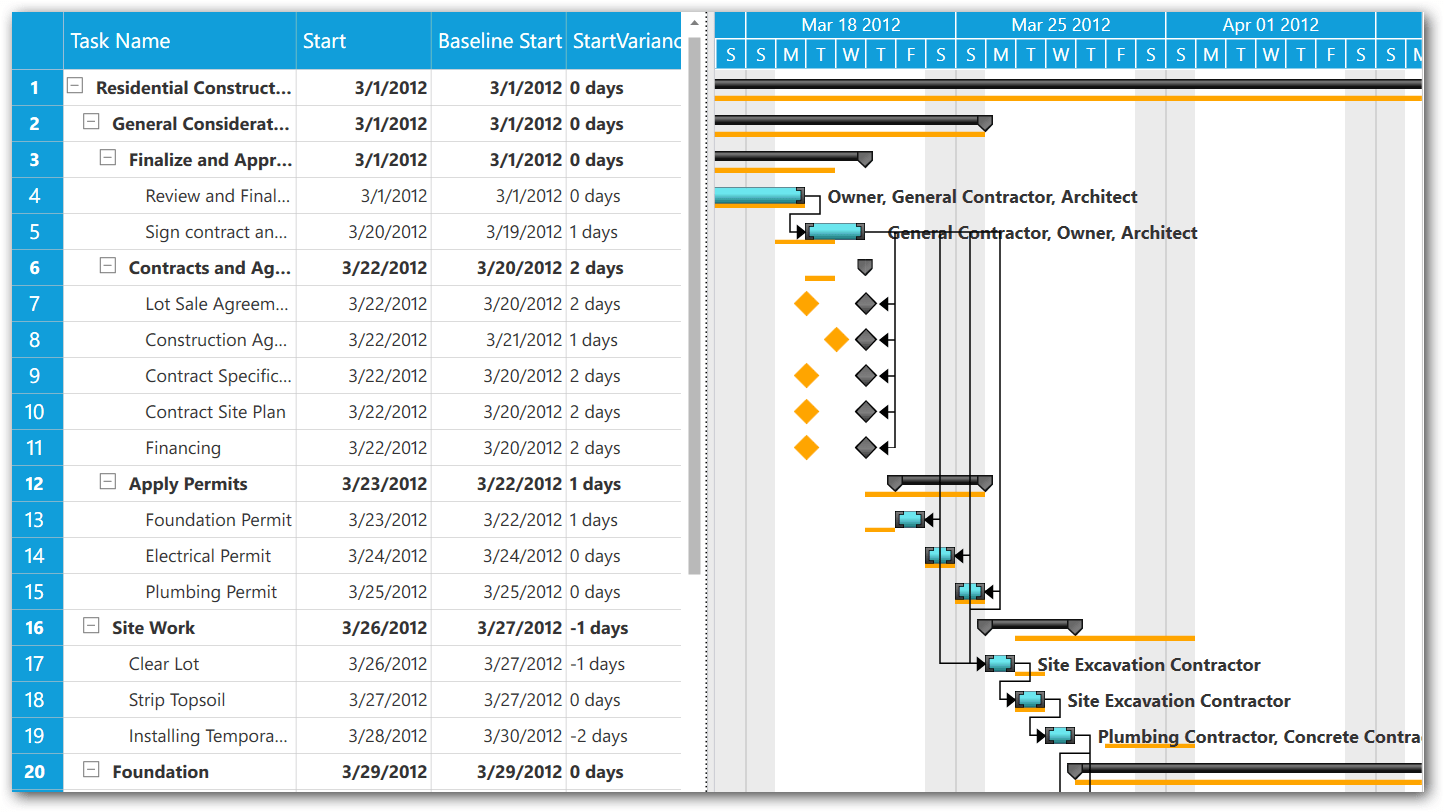 Task Name Start Baseline Start StartVarianc
Mar 18 2012 Mar 25 2012 Apr 01 2012
S S M T W T F S S M T W T F S S M T W T F S S M
1 Residential Construct... 3/1/2012 3/1/2012 0 days
2 General Considerat... 3/1/2012 3/1/2012 0 days
3 Finalize and Appr... 3/1/2012 3/1/2012 0 days
4 Review and Final... 3/1/2012 3/1/2012 0 days Owner, General Contractor, Architect
5 Sign contract an... 3/20/2012 3/19/2012 1 days General Contractor, Owner, Architect
6 Contracts and Ag... 3/22/2012 3/20/2012 2 days
7 Lot Sale Agreem... 3/22/2012 3/20/2012 2 days
8 Construction Ag... 3/22/2012 3/21/2012 1 days
9 Contract Specific... 3/22/2012 3/20/2012 2 days
10 Contract Site Plan 3/22/2012 3/20/2012 2 days
11 Financing 3/22/2012 3/20/2012 2 days
12 Apply Permits 3/23/2012 3/22/2012 1 days
13 Foundation Permit 3/23/2012 3/22/2012 1 days
14 Electrical Permit 3/24/2012 3/24/2012 0 days
15 Plumbing Permit 3/25/2012 3/25/2012 0 days
16 Site Work 3/26/2012 3/27/2012 -1 days
17 Clear Lot 3/26/2012 3/27/2012 -1 days Site Excavation Contractor
18 Strip Topsoil 3/27/2012 3/27/2012 0 days Site Excavation Contractor
19 Installing Tempora... 3/28/2012 3/30/2012 -2 days Plumbing Contractor, Concrete Contra
20 Foundation 3/29/2012 3/29/2012 0 days